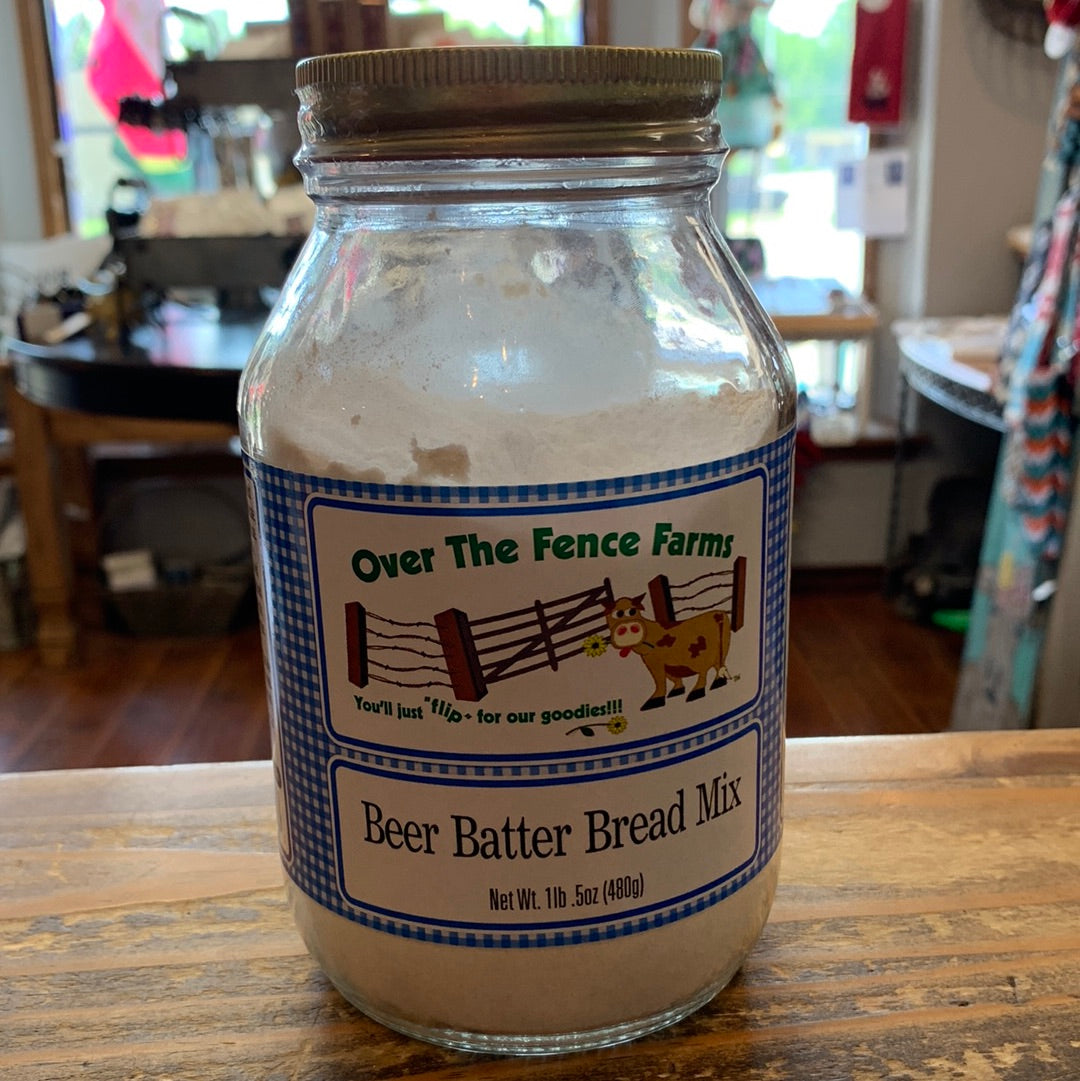 Over The Fence Farms
You'll just "flip" for our goodies!!!
Beer Batter Bread Mix
Net Wt. 1lb .5oz (480g)